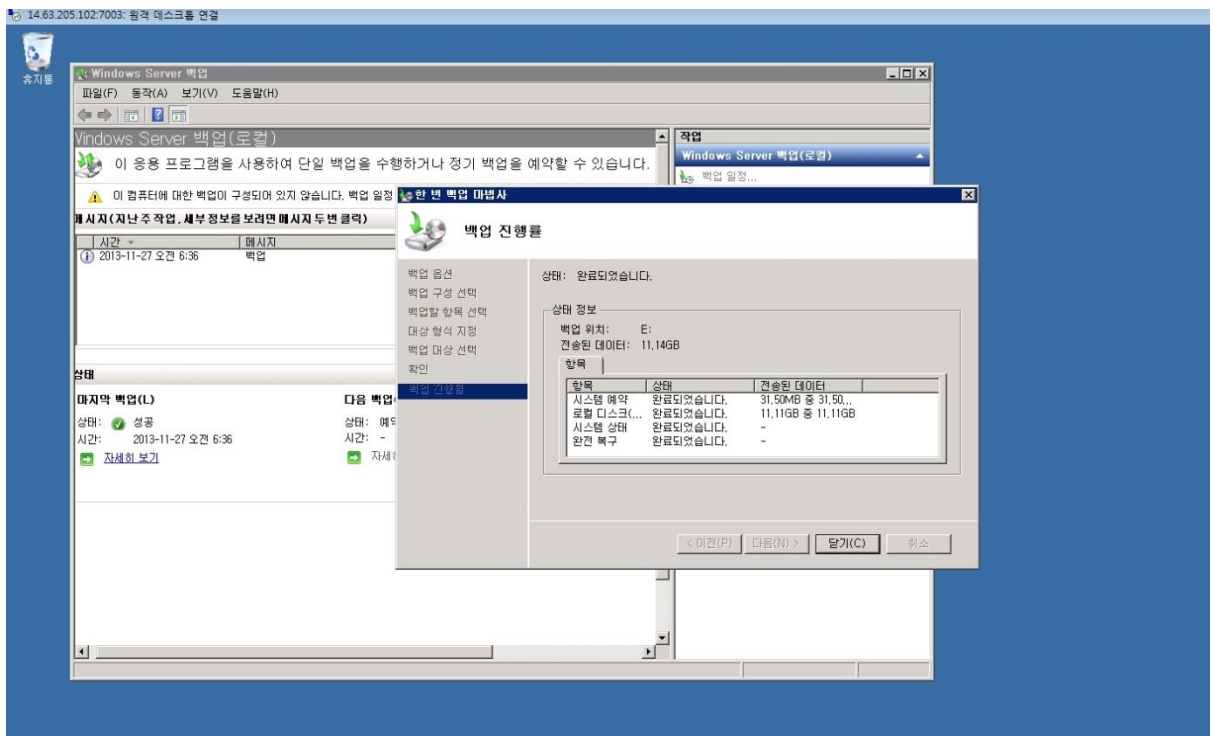 14.63.205.102:7003: 원격 데스크톱 연결
휴지통
Windows Server 백업
파일(F) 동작(A) 보기(V) 도움말(H)
Windows Server 백업(로컬)
이 응용 프로그램을 사용하여 단일 백업을 수행하거나 정기 백업을 예약할 수 있습니다.
이 컴퓨터에 대한 백업이 구성되어 있지 않습니다. 백업 일정
메시지(지난 주 작업, 세부 정보를 보려면 메시지 두 번 클릭)
시간 메시지
2013-11-27 오전 6:36 백업
상태
마지막 백업(L) 다음 백업
상태: 성공 상태: 예약
시간: 2013-11-27 오전 6:36 시간: -
자세히 보기 자세히
작업
Windows Server 백업(로컬)
백업 일정...
한 번 백업 마법사
백업 진행률
백업 옵션
백업 구성 선택
백업할 항목 선택
대상 형식 지정
백업 대상 선택
확인
백업 진행률
상태: 완료되었습니다.
상태 정보
백업 위치: E:
전송된 데이터: 11,14GB
항목
항목 상태 전송된 데이터
시스템 예약 완료되었습니다. 31,50MB 중 31,50...
로컬 디스크(... 완료되었습니다. 11,11GB 중 11,11GB
시스템 상태 완료되었습니다. -
완전 복구 완료되었습니다. -
< 이전(P) 다음(N) > 닫기(C) 취소